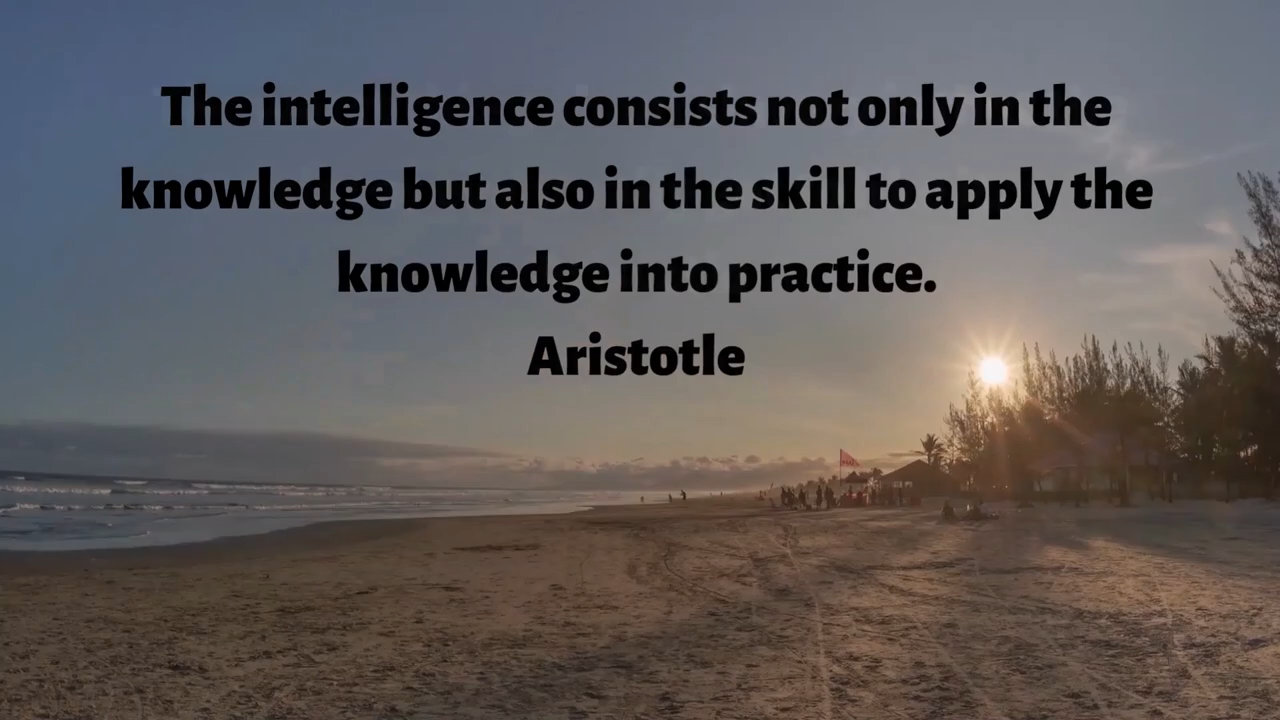 The intelligence consists not only in the
knowledge but also in the skill to apply the
knowledge into practice.
Aristotle